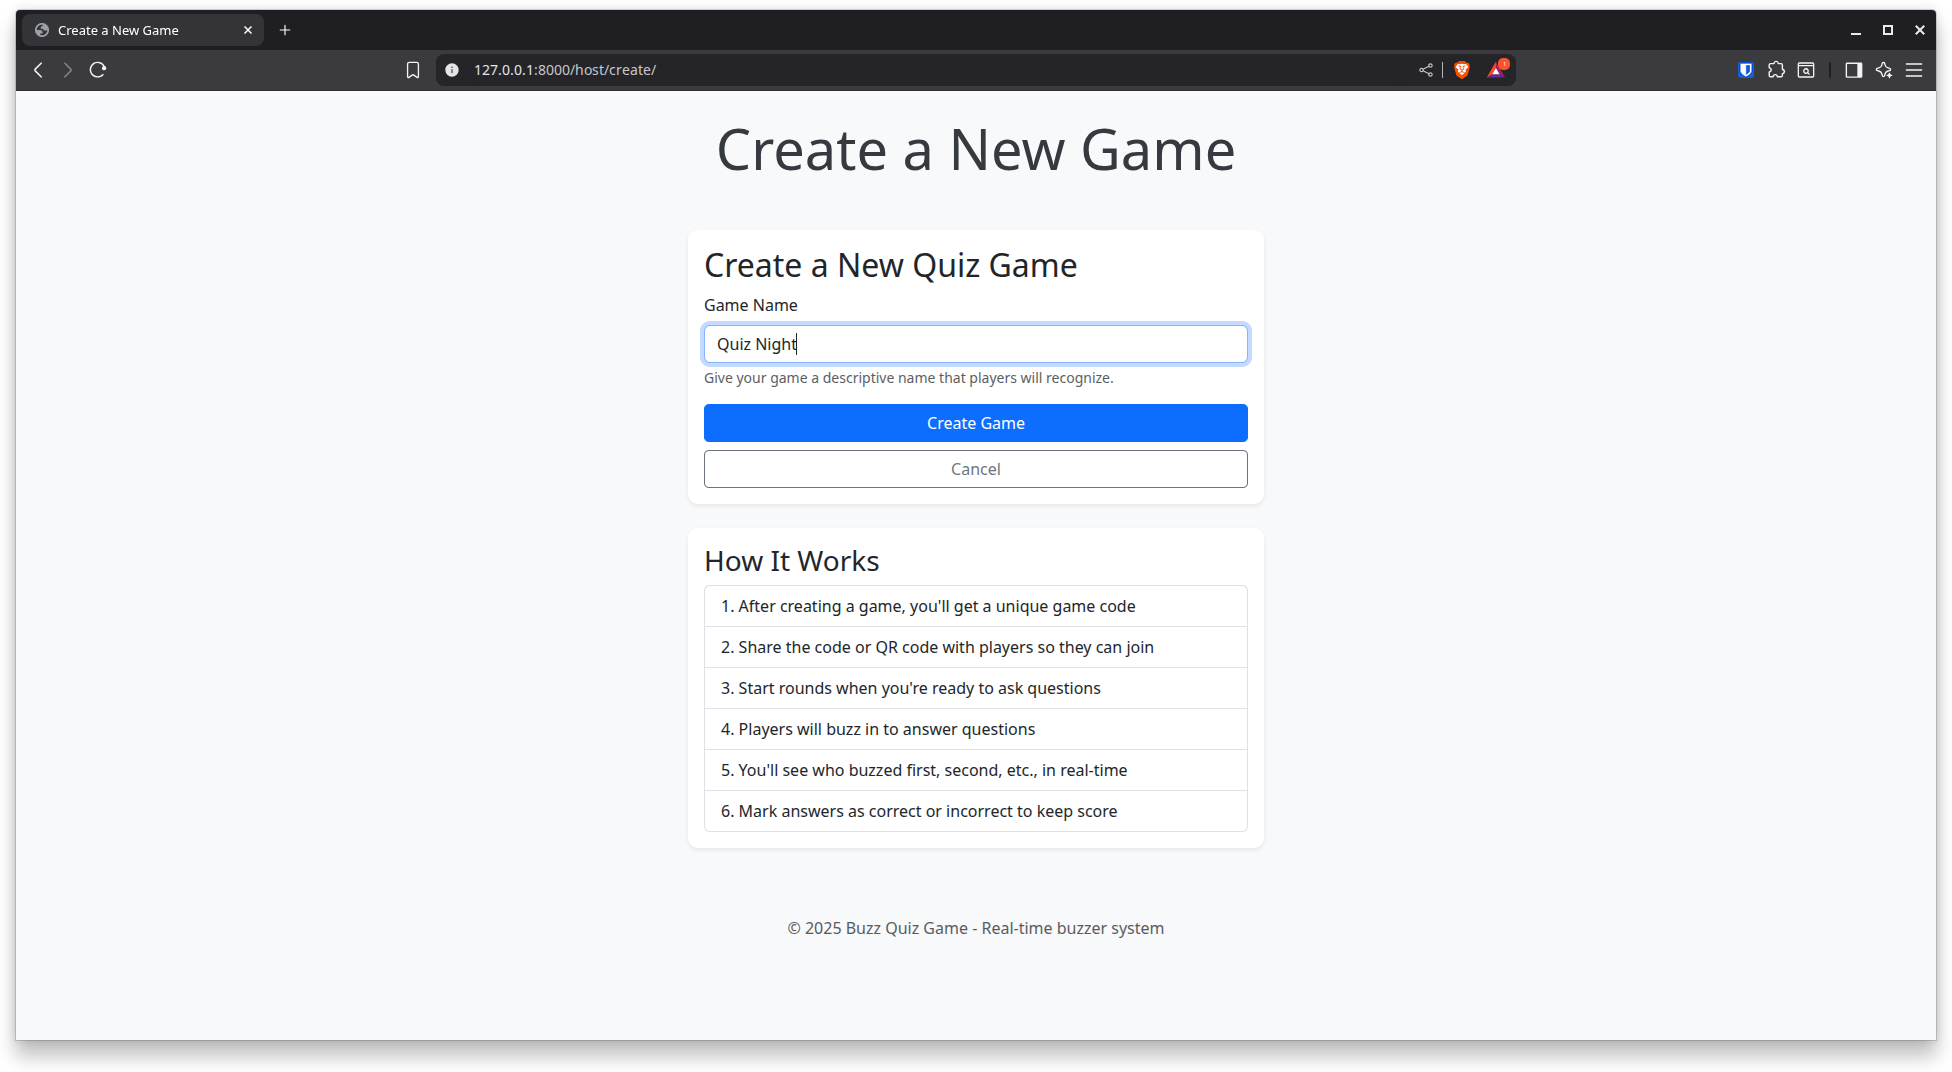 Create a New Game
127.0.0.1:8000/host/create/
Create a New Game
Create a New Quiz Game
Game Name
Quiz Night
Give your game a descriptive name that players will recognize.
Create Game
Cancel
How It Works
1. After creating a game, you'll get a unique game code
2. Share the code or QR code with players so they can join
3. Start rounds when you're ready to ask questions
4. Players will buzz in to answer questions
5. You'll see who buzzed first, second, etc., in real-time
6. Mark answers as correct or incorrect to keep score
© 2025 Buzz Quiz Game - Real-time buzzer system